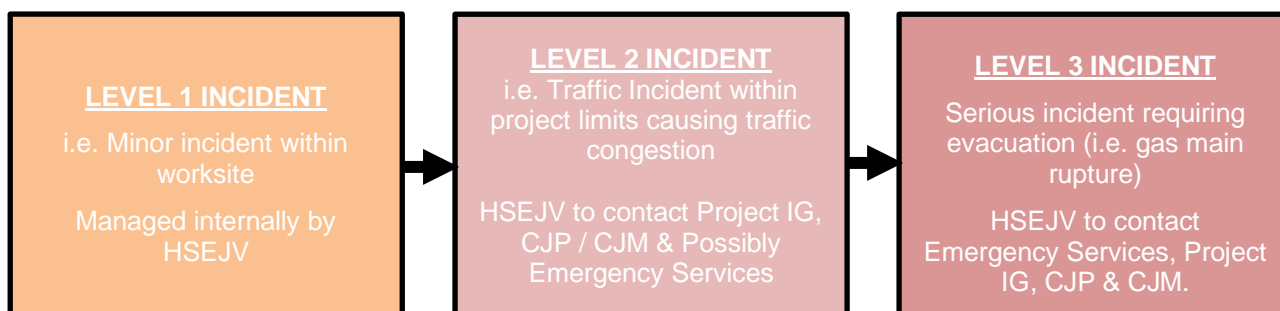 LEVEL 1 INCIDENT
i.e. Minor incident within
worksite
Managed internally by
HSEJV
LEVEL 2 INCIDENT
i.e. Traffic Incident within
project limits causing traffic
congestion
HSEJV to contact Project IG,
CJP / CJM & Possibly
Emergency Services
LEVEL 3 INCIDENT
Serious incident requiring
evacuation (i.e. gas main
rupture)
HSEJV to contact
Emergency Services, Project
IG, CJP & CJM.